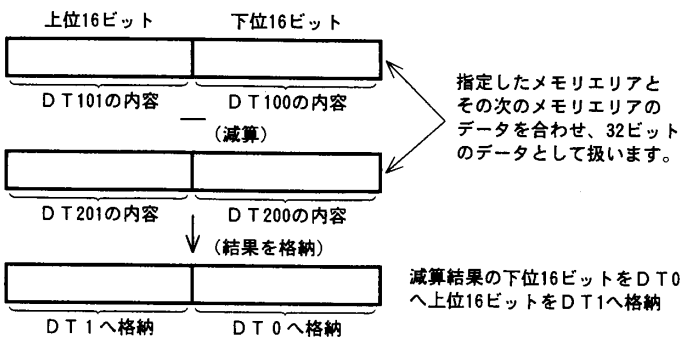 上位16ビット 下位16ビット
DT101の内容 DT100の内容
指定したメモリエリアと
その次のメモリエリアの
データを合わせ、32ビット
のデータとして扱います。
― (減算)
DT201の内容 DT200の内容
(結果を格納)
DT1へ格納 DT0へ格納
減算結果の下位16ビットをDT0
へ上位16ビットをDT1へ格納